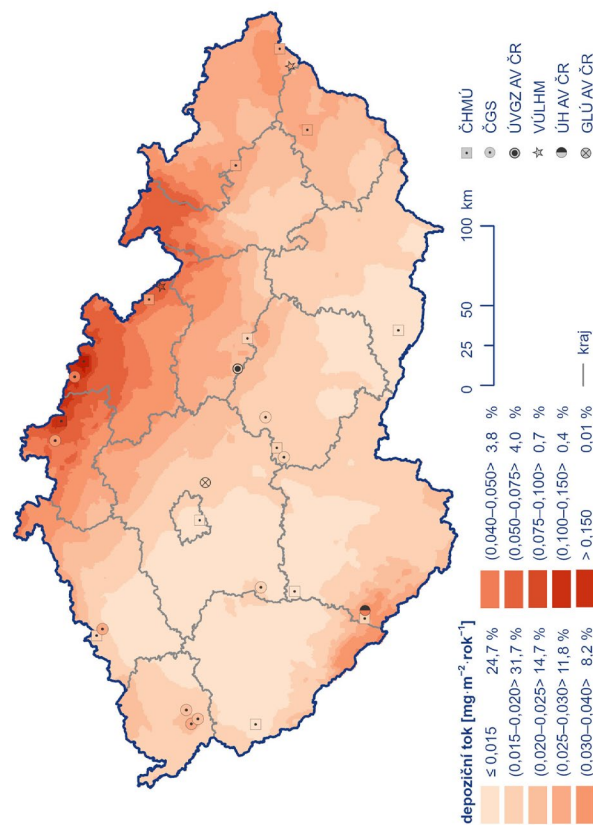 depoziční tok [mg·m⁻²·rok⁻¹]
≤ 0,015 24,7 %
(0,015–0,020> 31,7 %
(0,020–0,025> 14,7 %
(0,025–0,030> 11,8 %
(0,030–0,040> 8,2 %
(0,040–0,050> 3,8 %
(0,050–0,075> 4,0 %
(0,075–0,100> 0,7 %
(0,100–0,150> 0,4 %
> 0,150 0,01 %
kraj
0 25 50 100 km
ČHMÚ
ČGS
ÚVGZ AV ČR
VÚLHM
ÚH AV ČR
GLÚ AV ČR